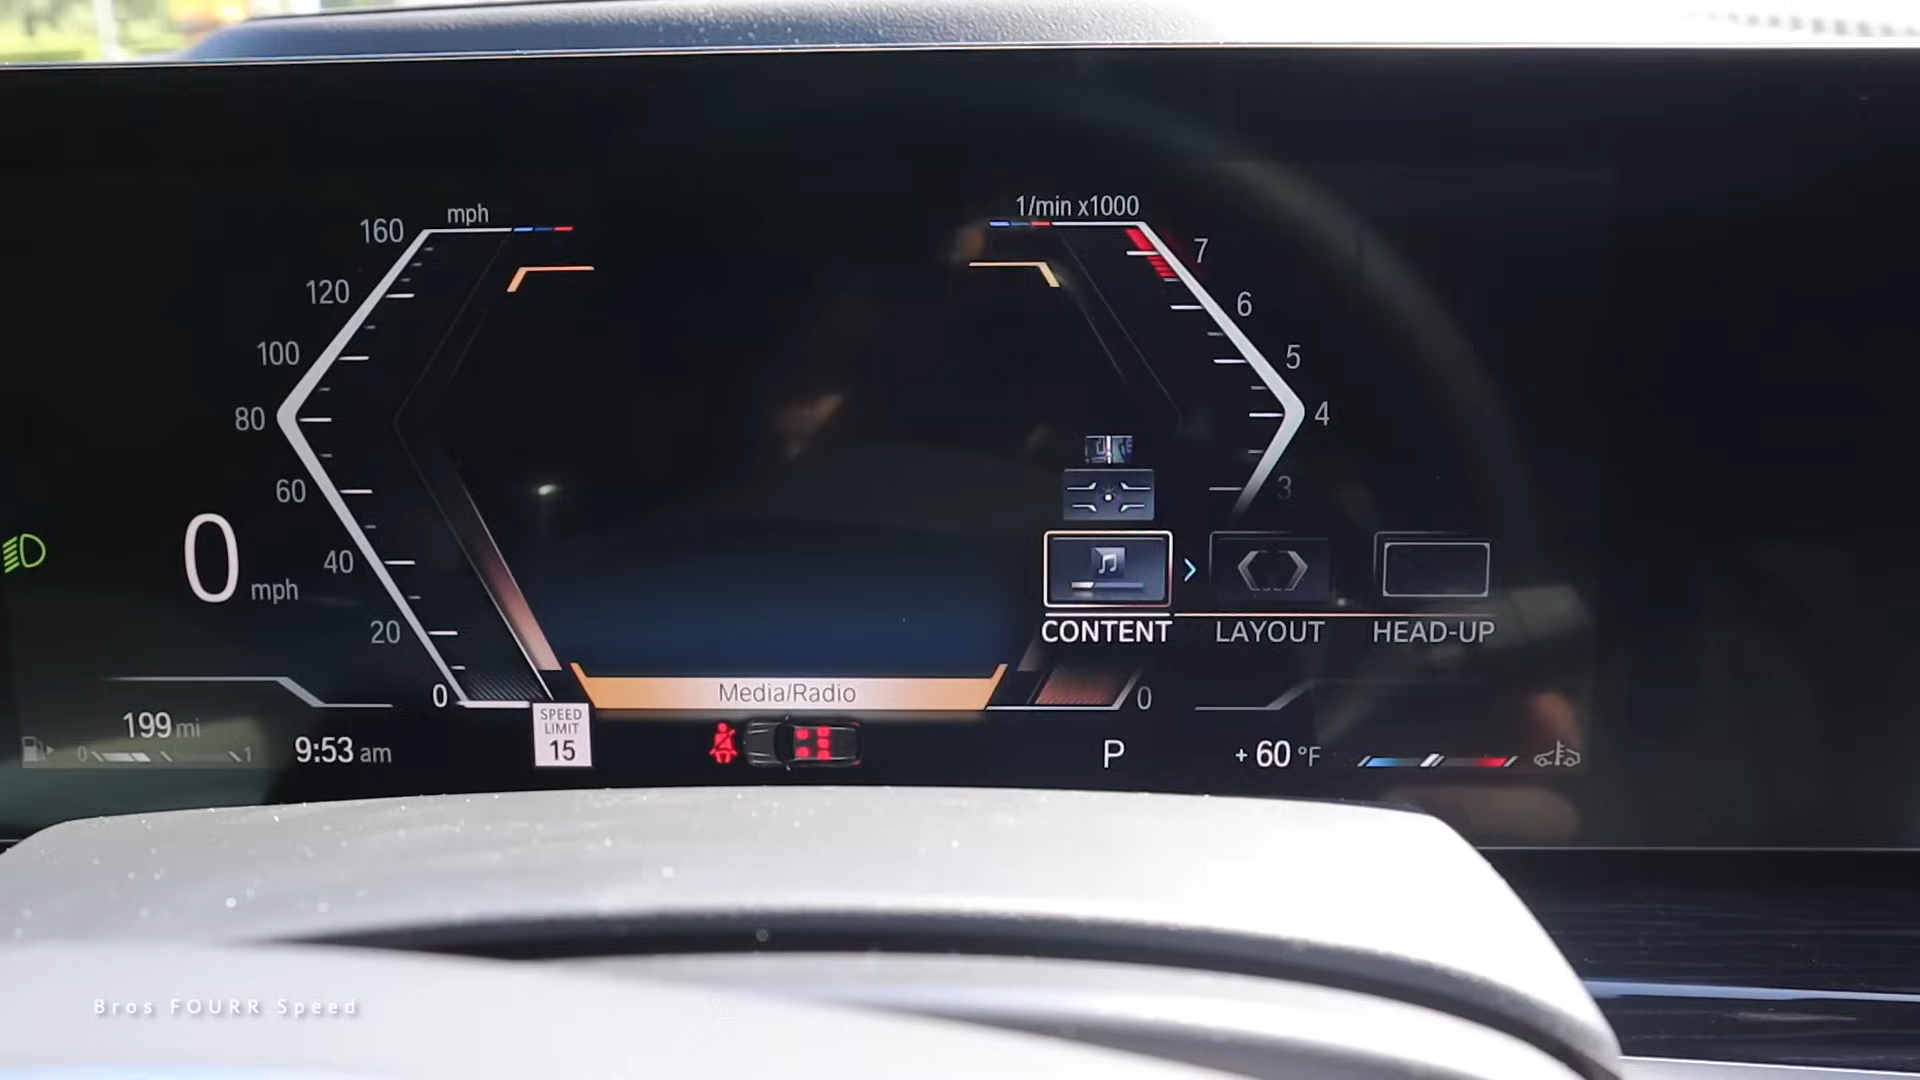 mph
160
120
100
80
60
40
20
0
1/min x1000
7
6
5
4
3
0
0 mph
CONTENT
LAYOUT
HEAD-UP
Media/Radio
199 mi
0 1
9:53 am
SPEED
LIMIT
15
P
+ 60 °F
Bros FOURR Speed